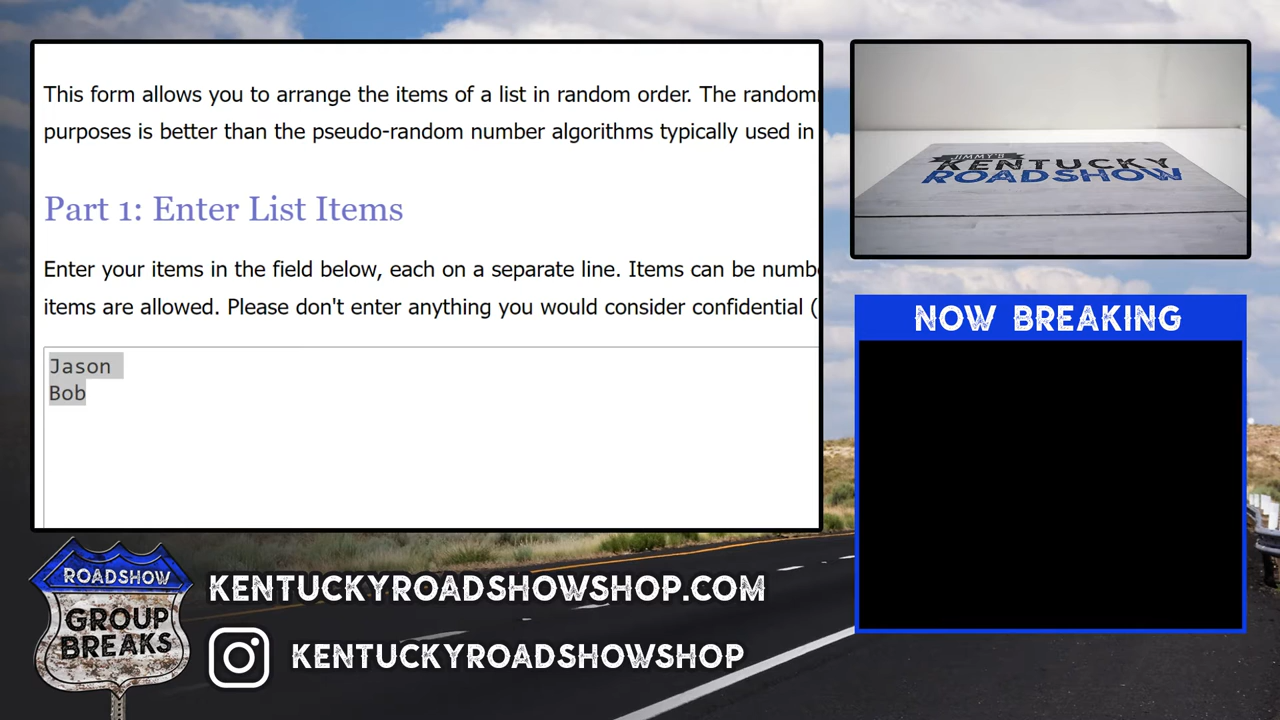 This form allows you to arrange the items of a list in random order. The random
purposes is better than the pseudo-random number algorithms typically used in
Part 1: Enter List Items
Enter your items in the field below, each on a separate line. Items can be numb
items are allowed. Please don't enter anything you would consider confidential (
Jason
Bob
JIMMY'S
KENTUCKY
ROADSHOW
NOW BREAKING
ROADSHOW
GROUP
BREAKS
KENTUCKYROADSHOWSHOP.COM
KENTUCKYROADSHOWSHOP